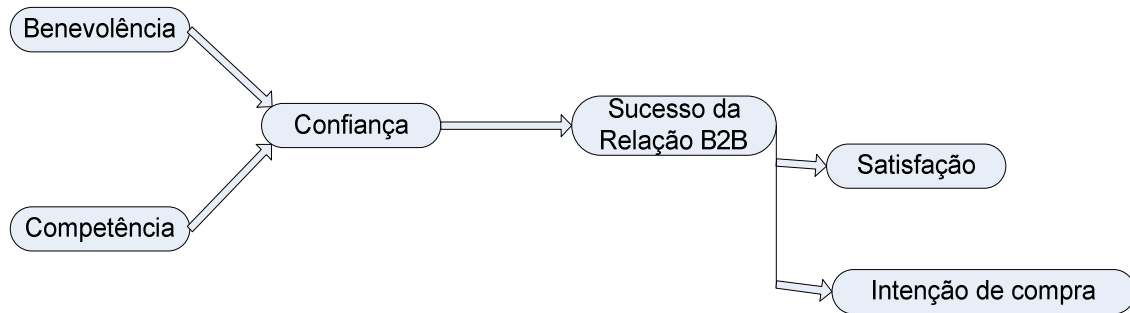 Benevolência
Confiança
Competência
Sucesso da
Relação B2B
Satisfação
Intenção de compra